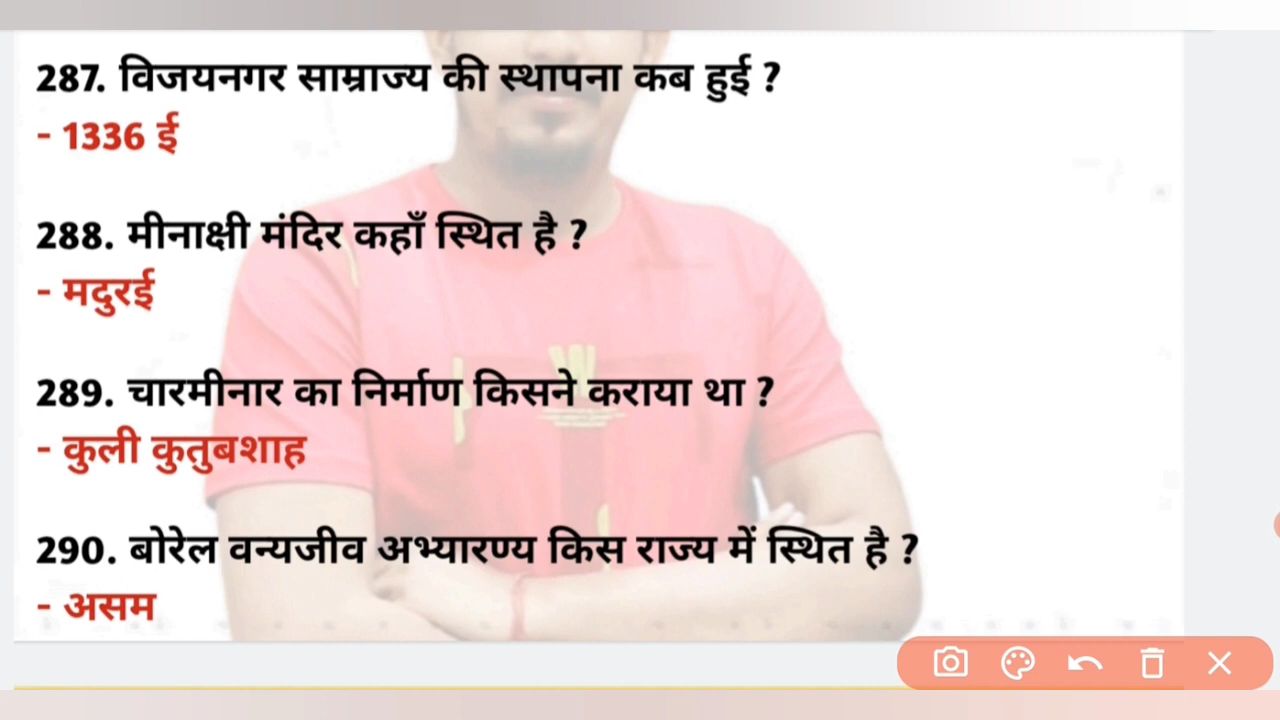 287. विजयनगर साम्राज्य की स्थापना कब हुई ?
- 1336 ई
288. मीनाक्षी मंदिर कहाँ स्थित है ?
- मदुरई
289. चारमीनार का निर्माण किसने कराया था ?
- कुली कुतुबशाह
290. बोरेल वन्यजीव अभ्यारण्य किस राज्य में स्थित है ?
- असम